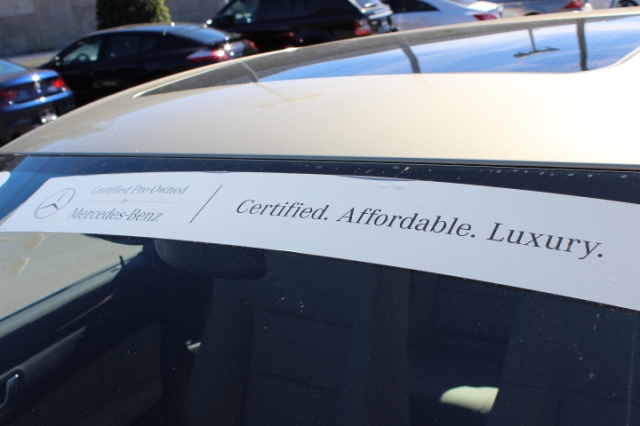 Certified Pre-Owned
Mercedes-Benz
Certified. Affordable. Luxury.